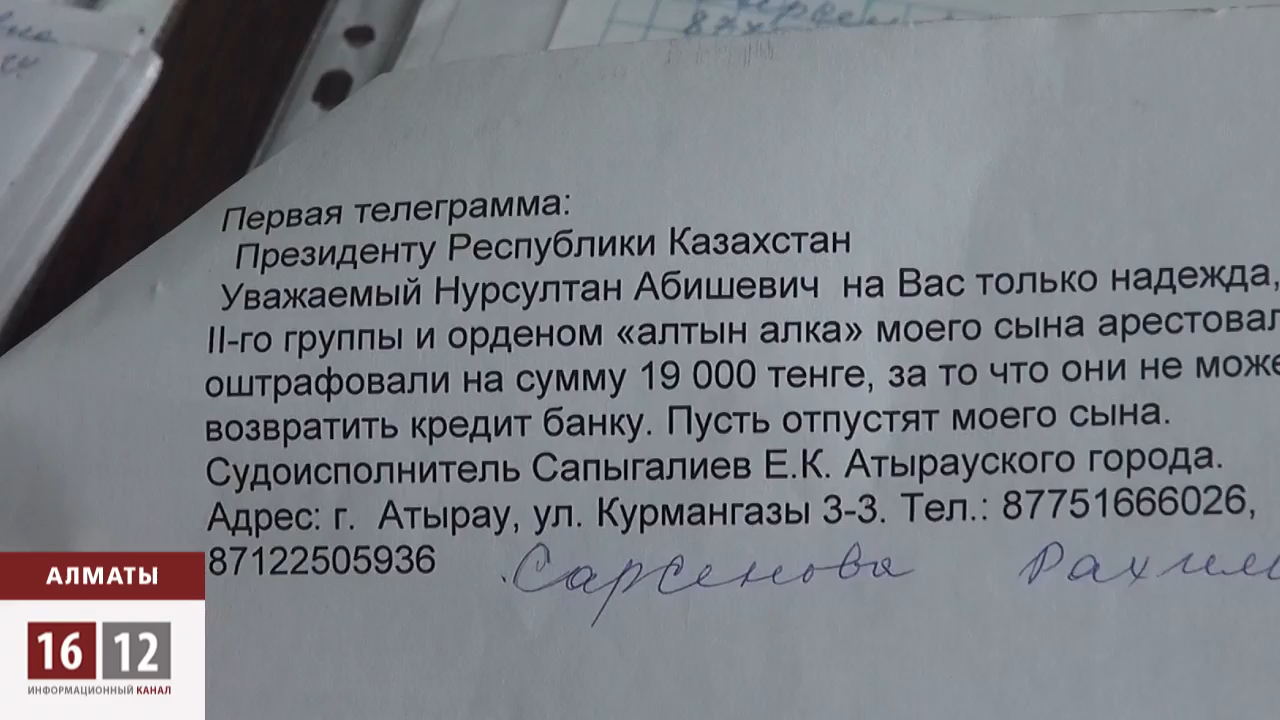 87х
Первая телеграмма:
Президенту Республики Казахстан
Уважаемый Нурсултан Абишевич на Вас только надежда,
II-го группы и орденом «алтын алка» моего сына арестовал
оштрафовали на сумму 19 000 тенге, за то что они не може
возвратить кредит банку. Пусть отпустят моего сына.
Судоисполнитель Сапыгалиев Е.К. Атырауского города.
Адрес: г. Атырау, ул. Курмангазы 3-3. Тел.: 87751666026,
87122505936 Сарсенова Рахим
АЛМАТЫ
16 12
ИНФОРМАЦИОННЫЙ КАНАЛ